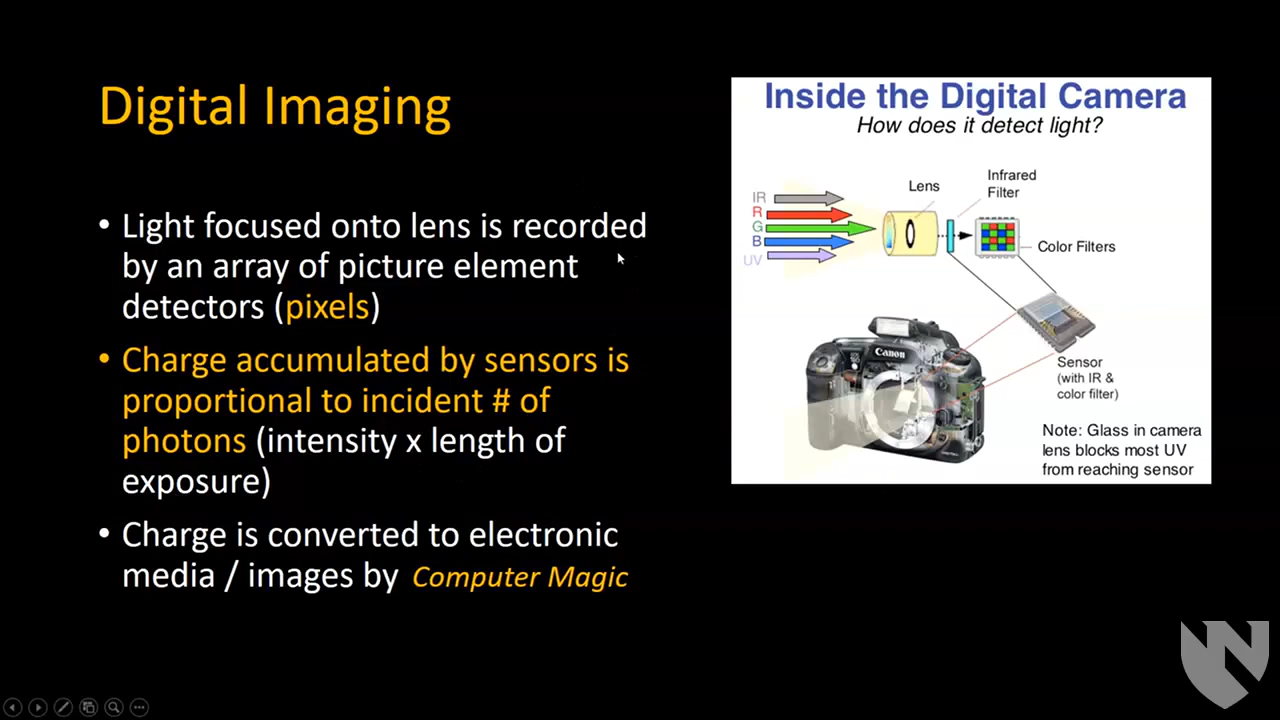 Digital Imaging
• Light focused onto lens is recorded
by an array of picture element
detectors (pixels)
• Charge accumulated by sensors is
proportional to incident # of
photons (intensity x length of
exposure)
• Charge is converted to electronic
media / images by Computer Magic
Inside the Digital Camera
How does it detect light?
IR
R
G
B
UV
Lens
Infrared
Filter
Color Filters
Canon
Sensor
(with IR &
color filter)
Note: Glass in camera
lens blocks most UV
from reaching sensor
N